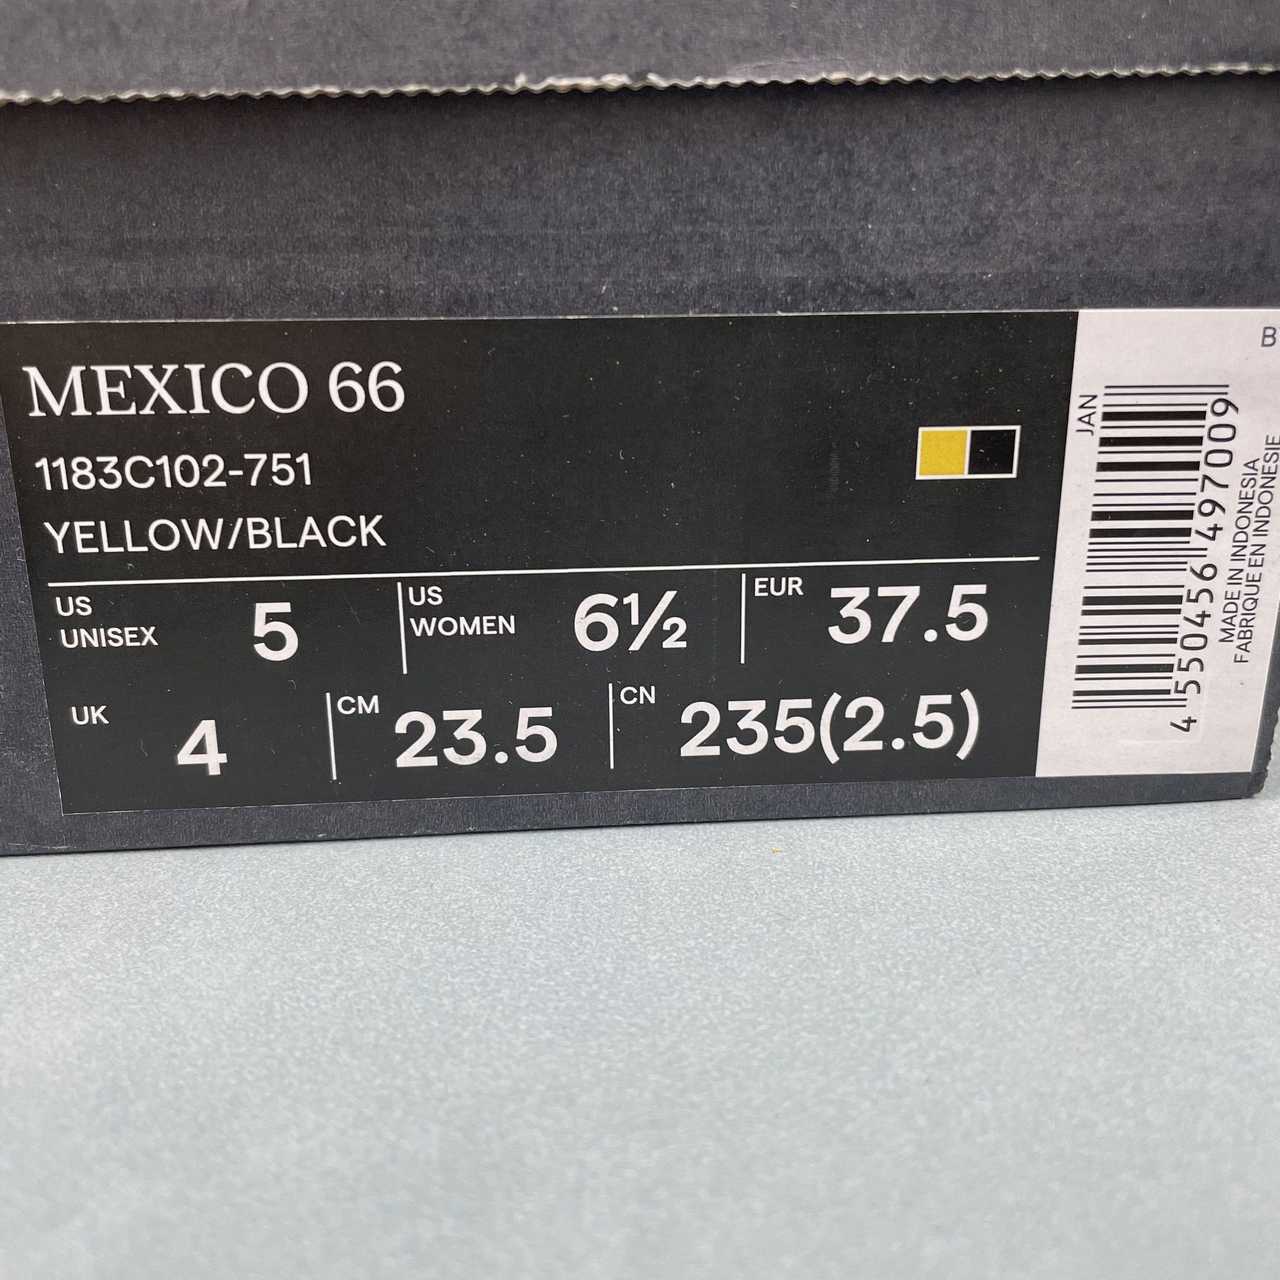 MEXICO 66
1183C102-751
YELLOW/BLACK
US UNISEX 5
US WOMEN 6½
EUR 37.5
UK 4
CM 23.5
CN 235(2.5)
JAN
4 550456 497009
MADE IN INDONESIA
FABRIQUE EN INDONESIE
B